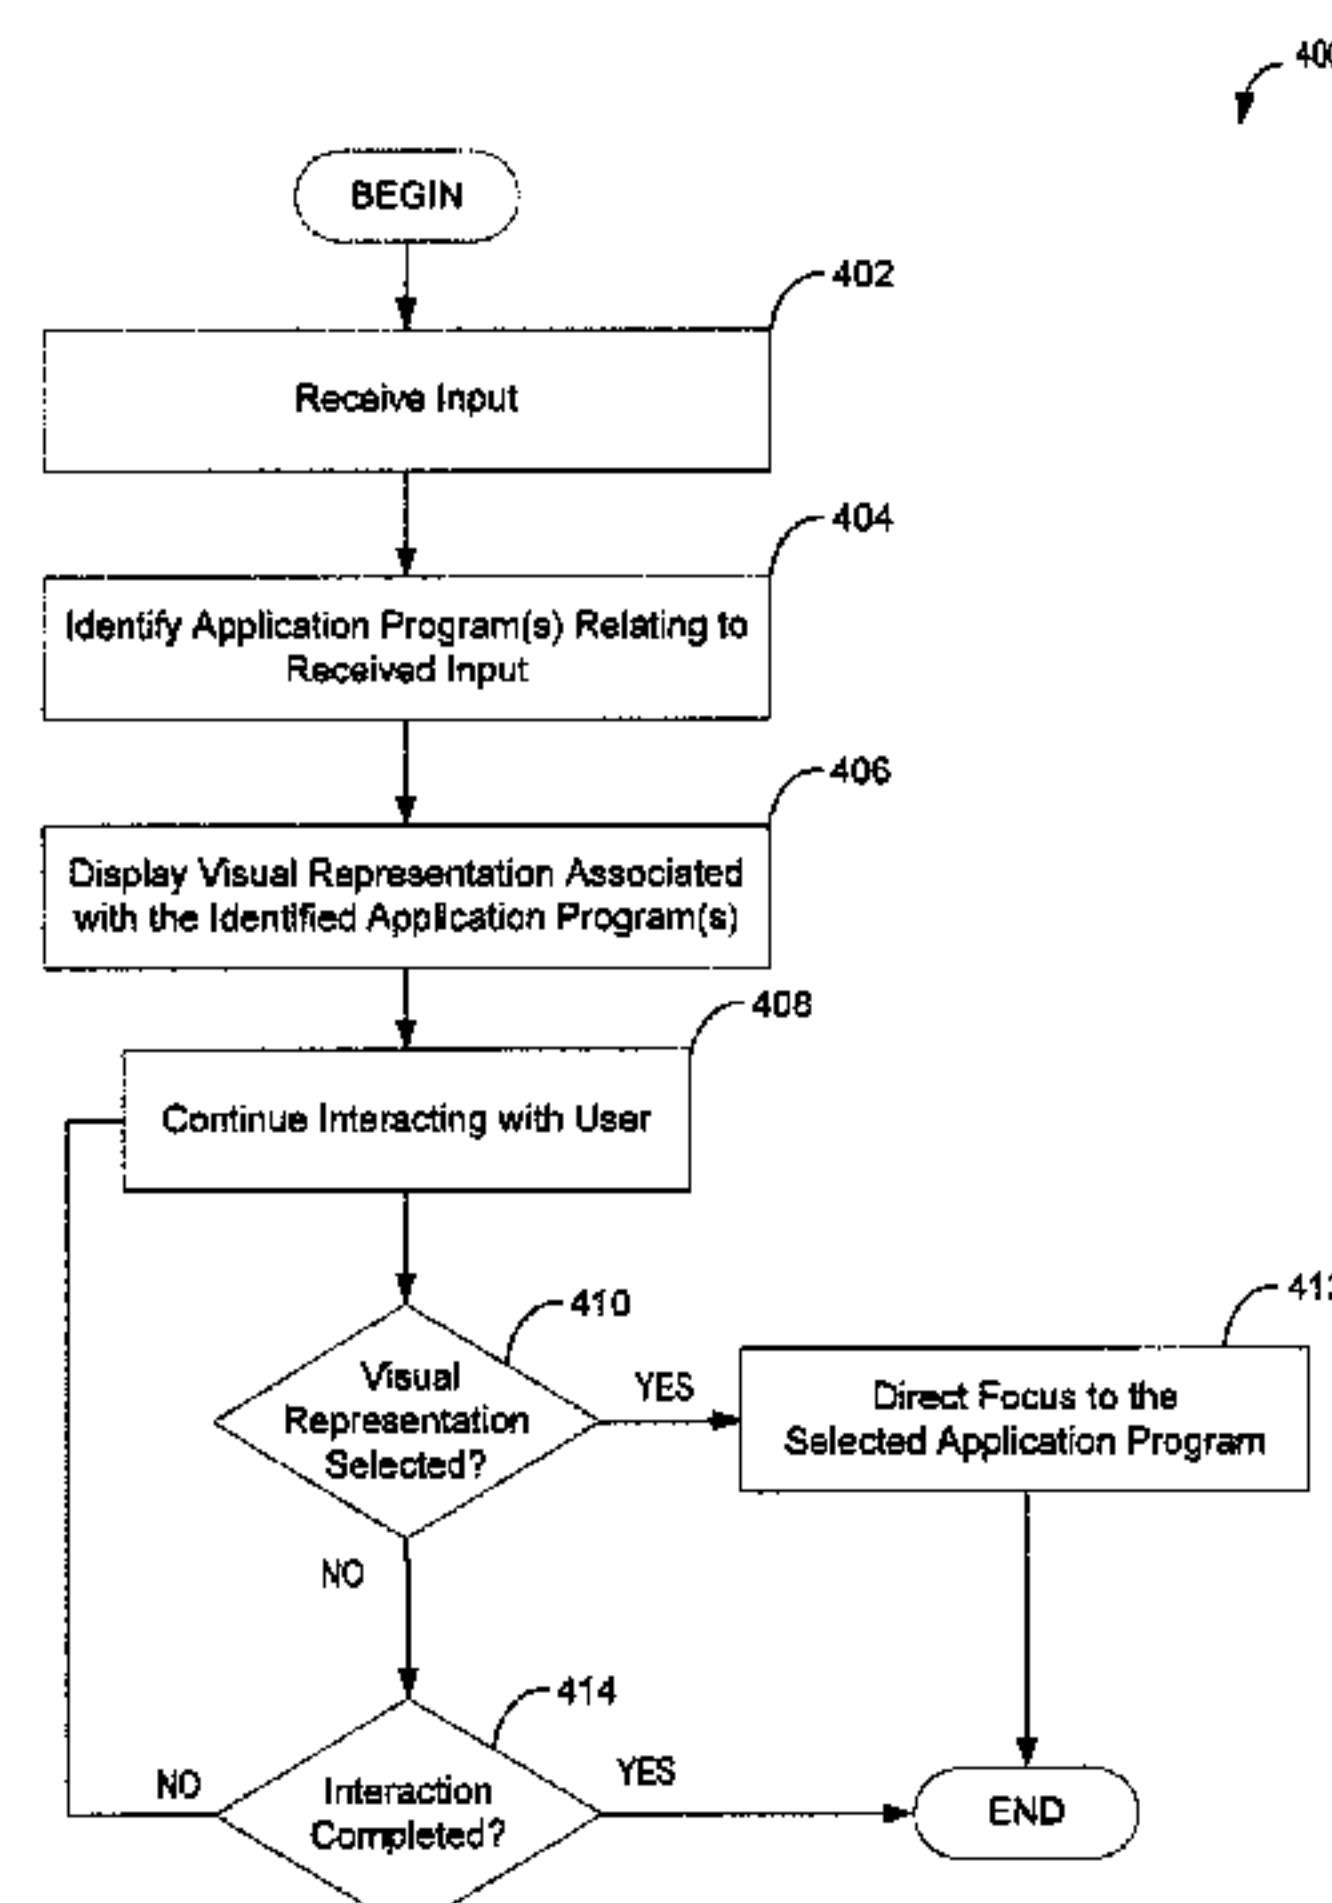 BEGIN
402
Receive Input
404
Identify Application Program(s) Relating to
Received Input
406
Display Visual Representation Associated
with the Identified Application Program(s)
408
Continue Interacting with User
410
Visual
Representation
Selected?
YES
Direct Focus to the
Selected Application Program
NO
414
Interaction
Completed?
NO
YES
END